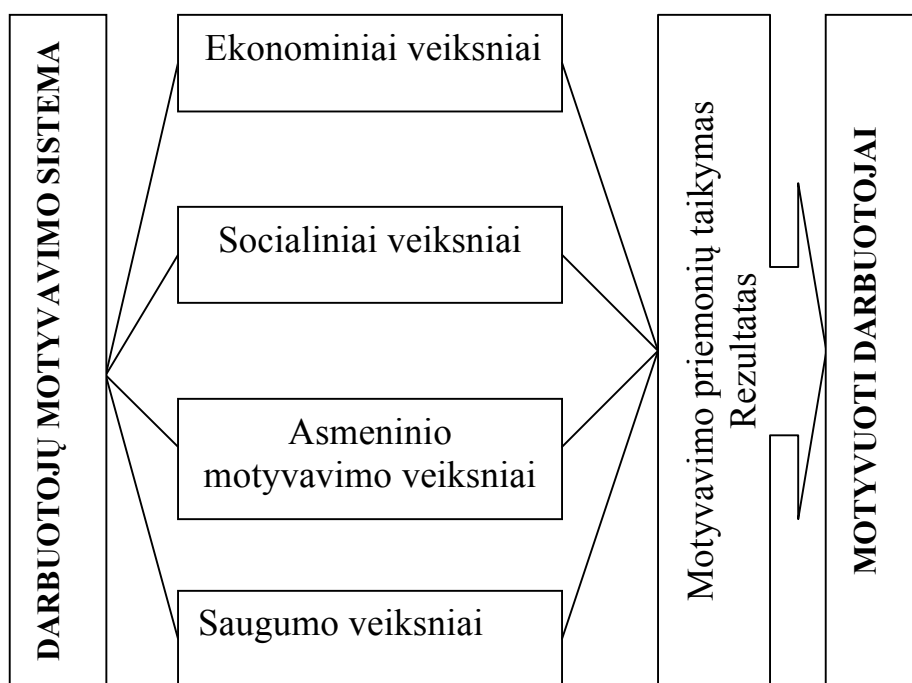 DARBUOTOJŲ MOTYVAVIMO SISTEMA
Ekonominiai veiksniai
Socialiniai veiksniai
Asmeninio
motyvavimo veiksniai
Saugumo veiksniai
Motyvavimo priemonių taikymas
Rezultatas
MOTYVUOTI DARBUOTOJAI